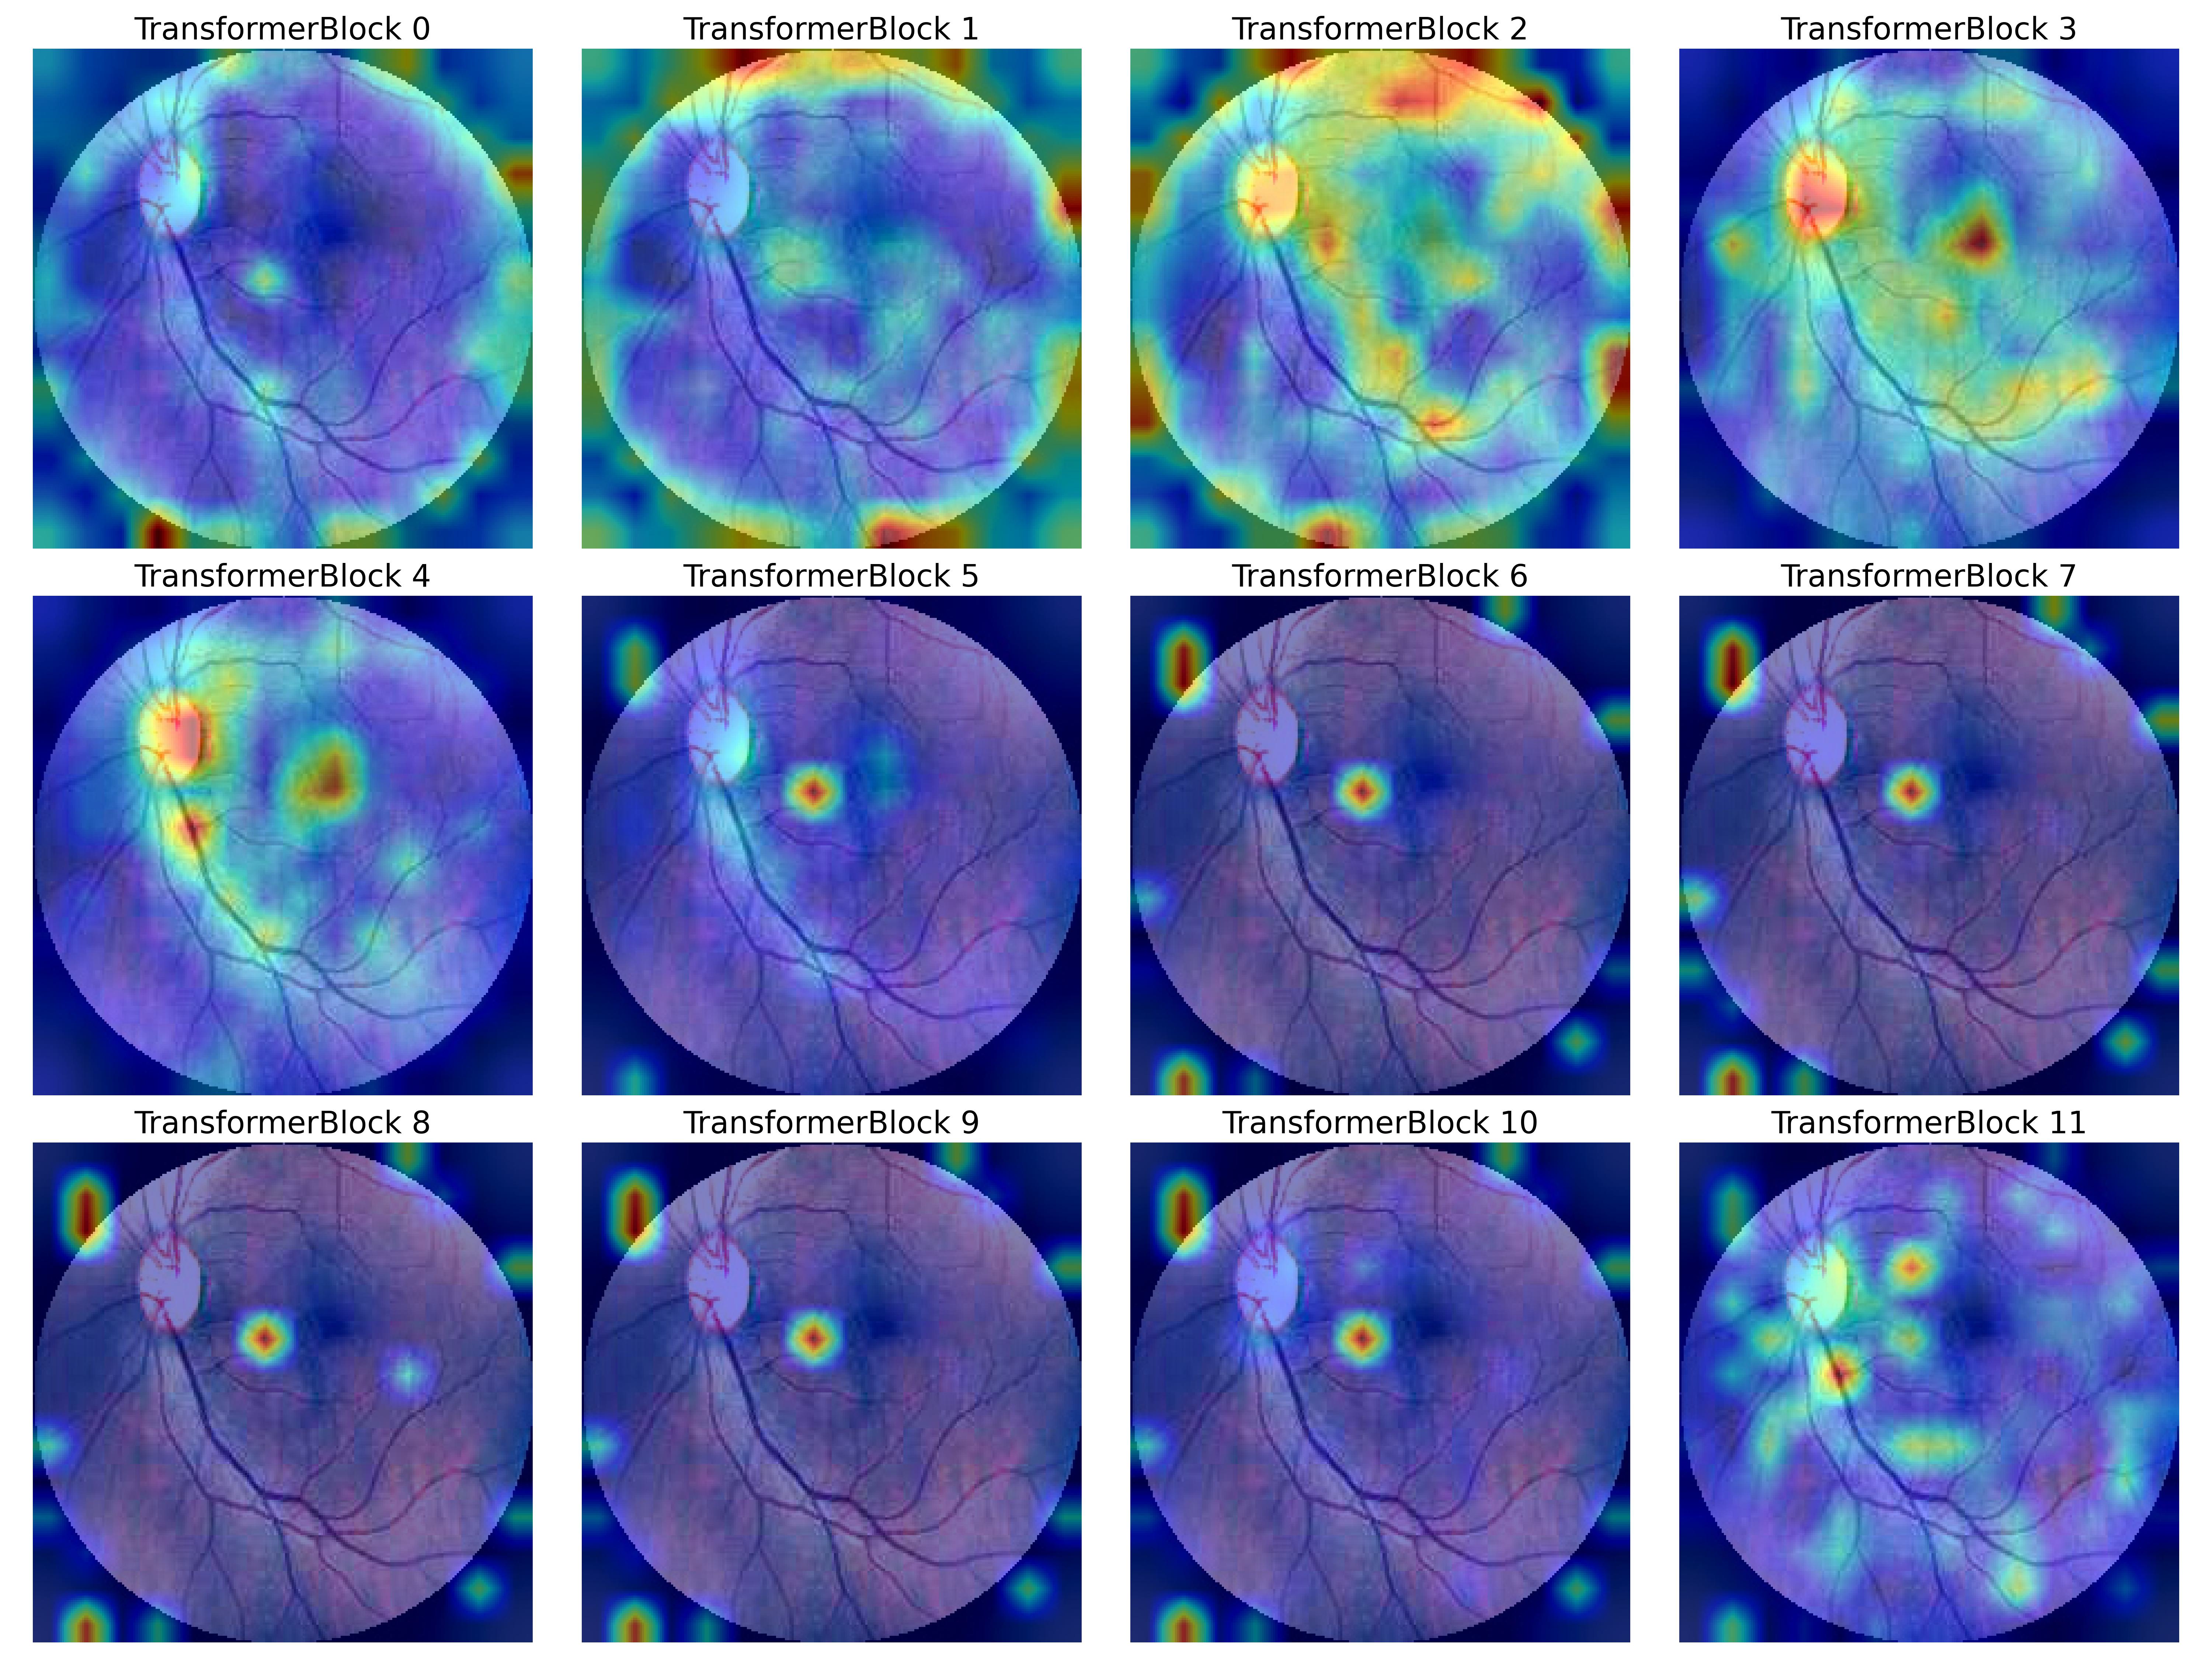 TransformerBlock 0
TransformerBlock 1
TransformerBlock 2
TransformerBlock 3
TransformerBlock 4
TransformerBlock 5
TransformerBlock 6
TransformerBlock 7
TransformerBlock 8
TransformerBlock 9
TransformerBlock 10
TransformerBlock 11